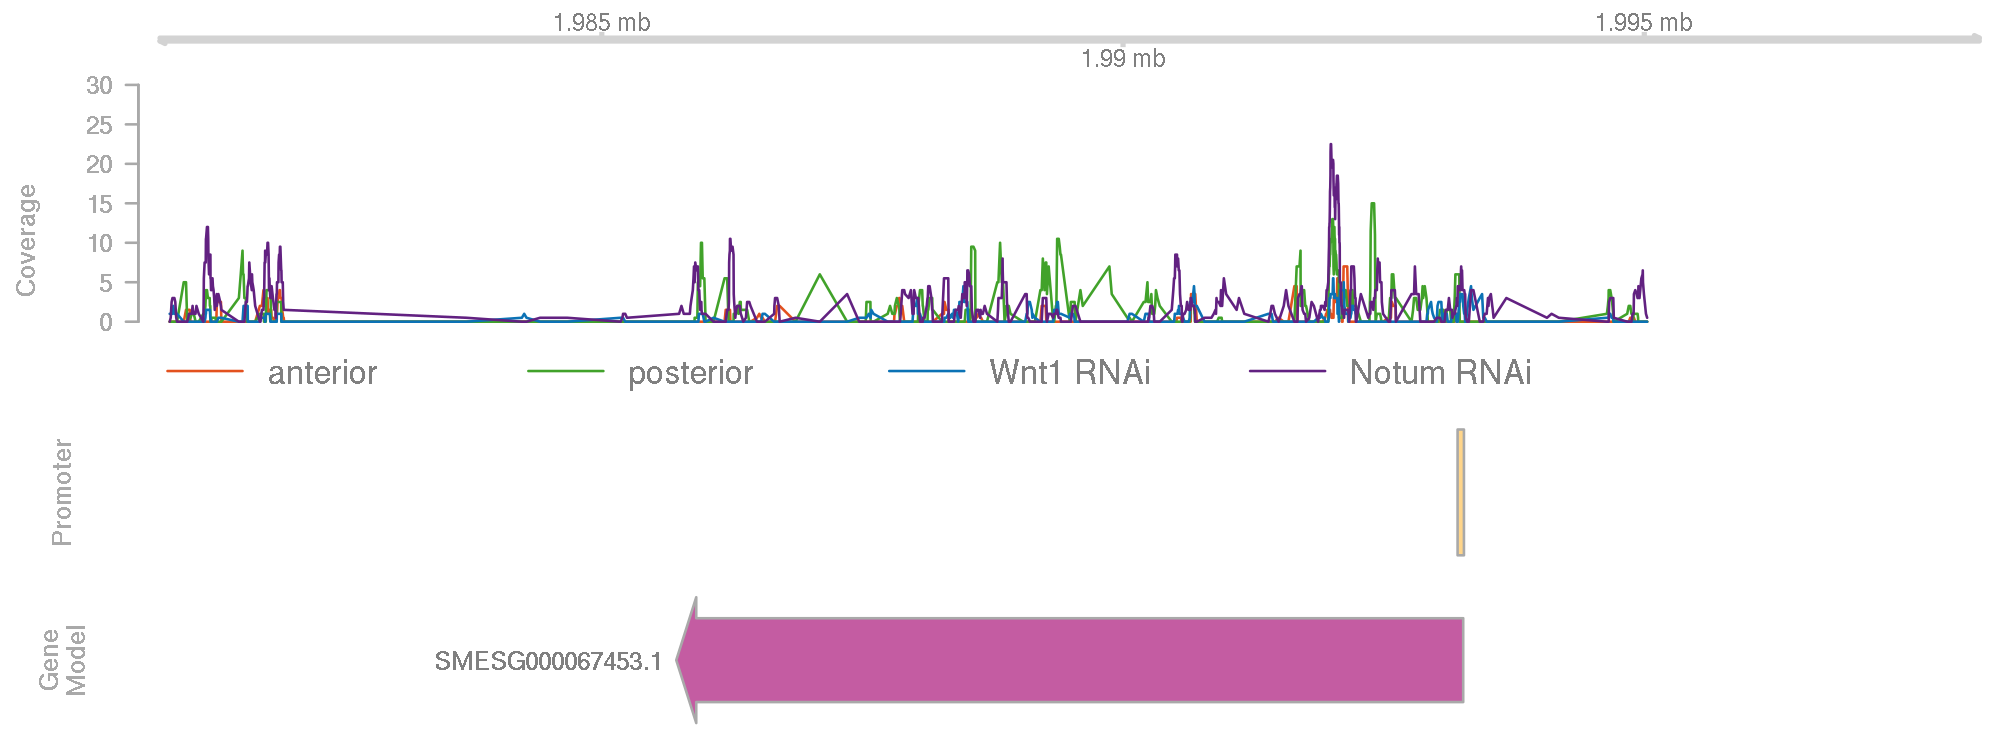 1.985 mb
1.995 mb
1.99 mb
30
25
20
15
10
5
0
Coverage
anterior
posterior
Wnt1 RNAi
Notum RNAi
Promoter
Gene
Model
SMESG000067453.1